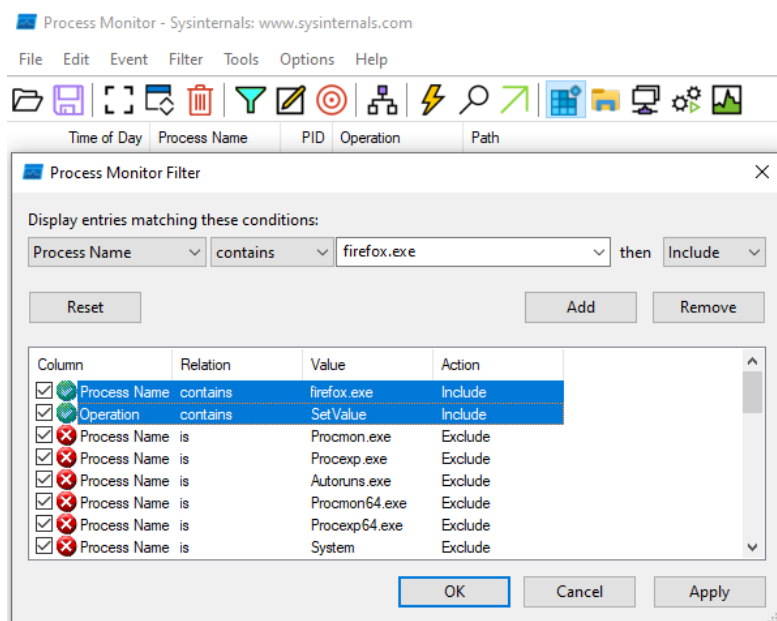 Process Monitor - Sysinternals: www.sysinternals.com
File Edit Event Filter Tools Options Help
Time of Day Process Name PID Operation Path
Process Monitor Filter
Display entries matching these conditions:
Process Name contains firefox.exe then Include
Reset Add Remove
Column Relation Value Action
Process Name contains firefox.exe Include
Operation contains SetValue Include
Process Name is Procmon.exe Exclude
Process Name is Procexp.exe Exclude
Process Name is Autoruns.exe Exclude
Process Name is Procmon64.exe Exclude
Process Name is Procexp64.exe Exclude
Process Name is System Exclude
OK Cancel Apply